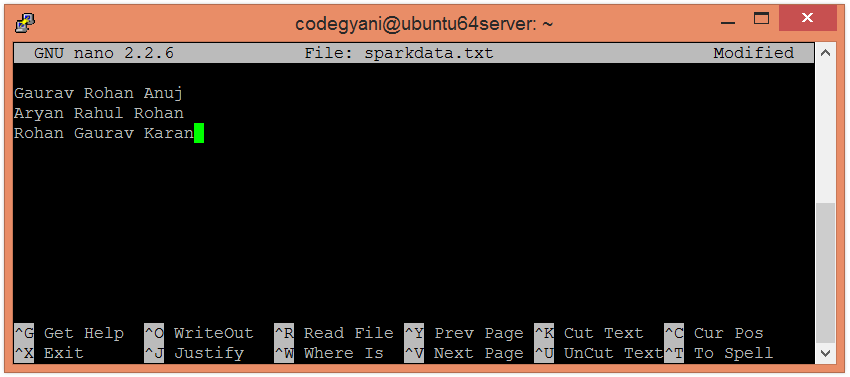 codegyani@ubuntu64server: ~
GNU nano 2.2.6 File: sparkdata.txt Modified
Gaurav Rohan Anuj
Aryan Rahul Rohan
Rohan Gaurav Karan
^G Get Help ^O WriteOut ^R Read File ^Y Prev Page ^K Cut Text ^C Cur Pos
^X Exit ^J Justify ^W Where Is ^V Next Page ^U UnCut Text ^T To Spell